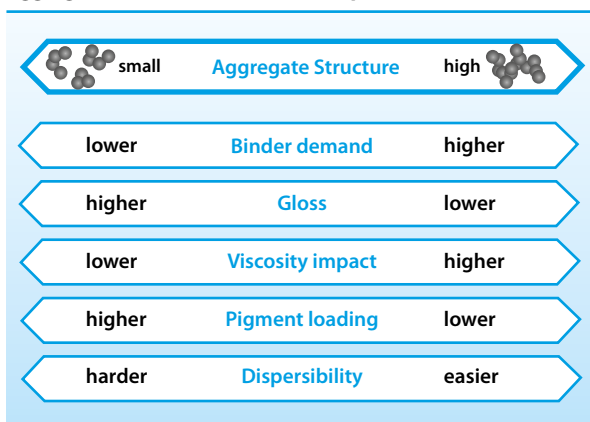 small Aggregate Structure high
lower Binder demand higher
higher Gloss lower
lower Viscosity impact higher
higher Pigment loading lower
harder Dispersibility easier